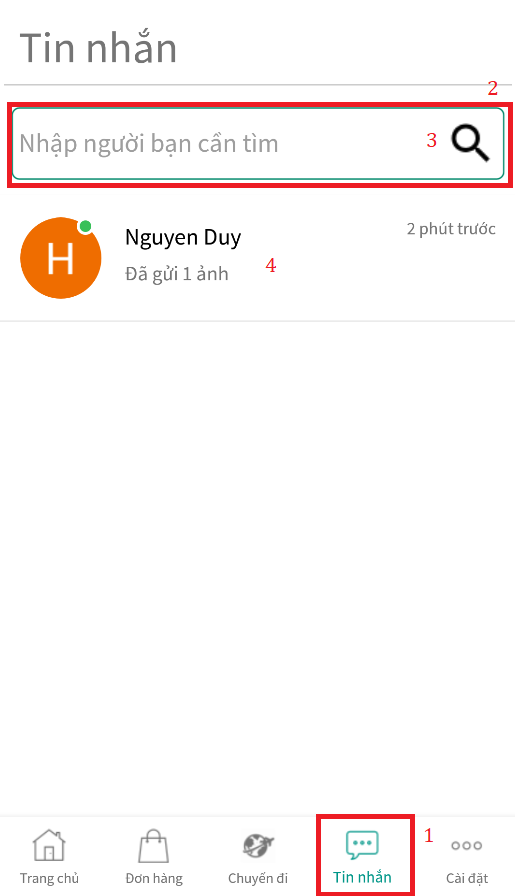 Tin nhắn
2
Nhập người bạn cần tìm 3
H
Nguyen Duy 2 phút trước
Đã gửi 1 ảnh 4
1
Trang chủ Đơn hàng Chuyến đi Tin nhắn Cài đặt